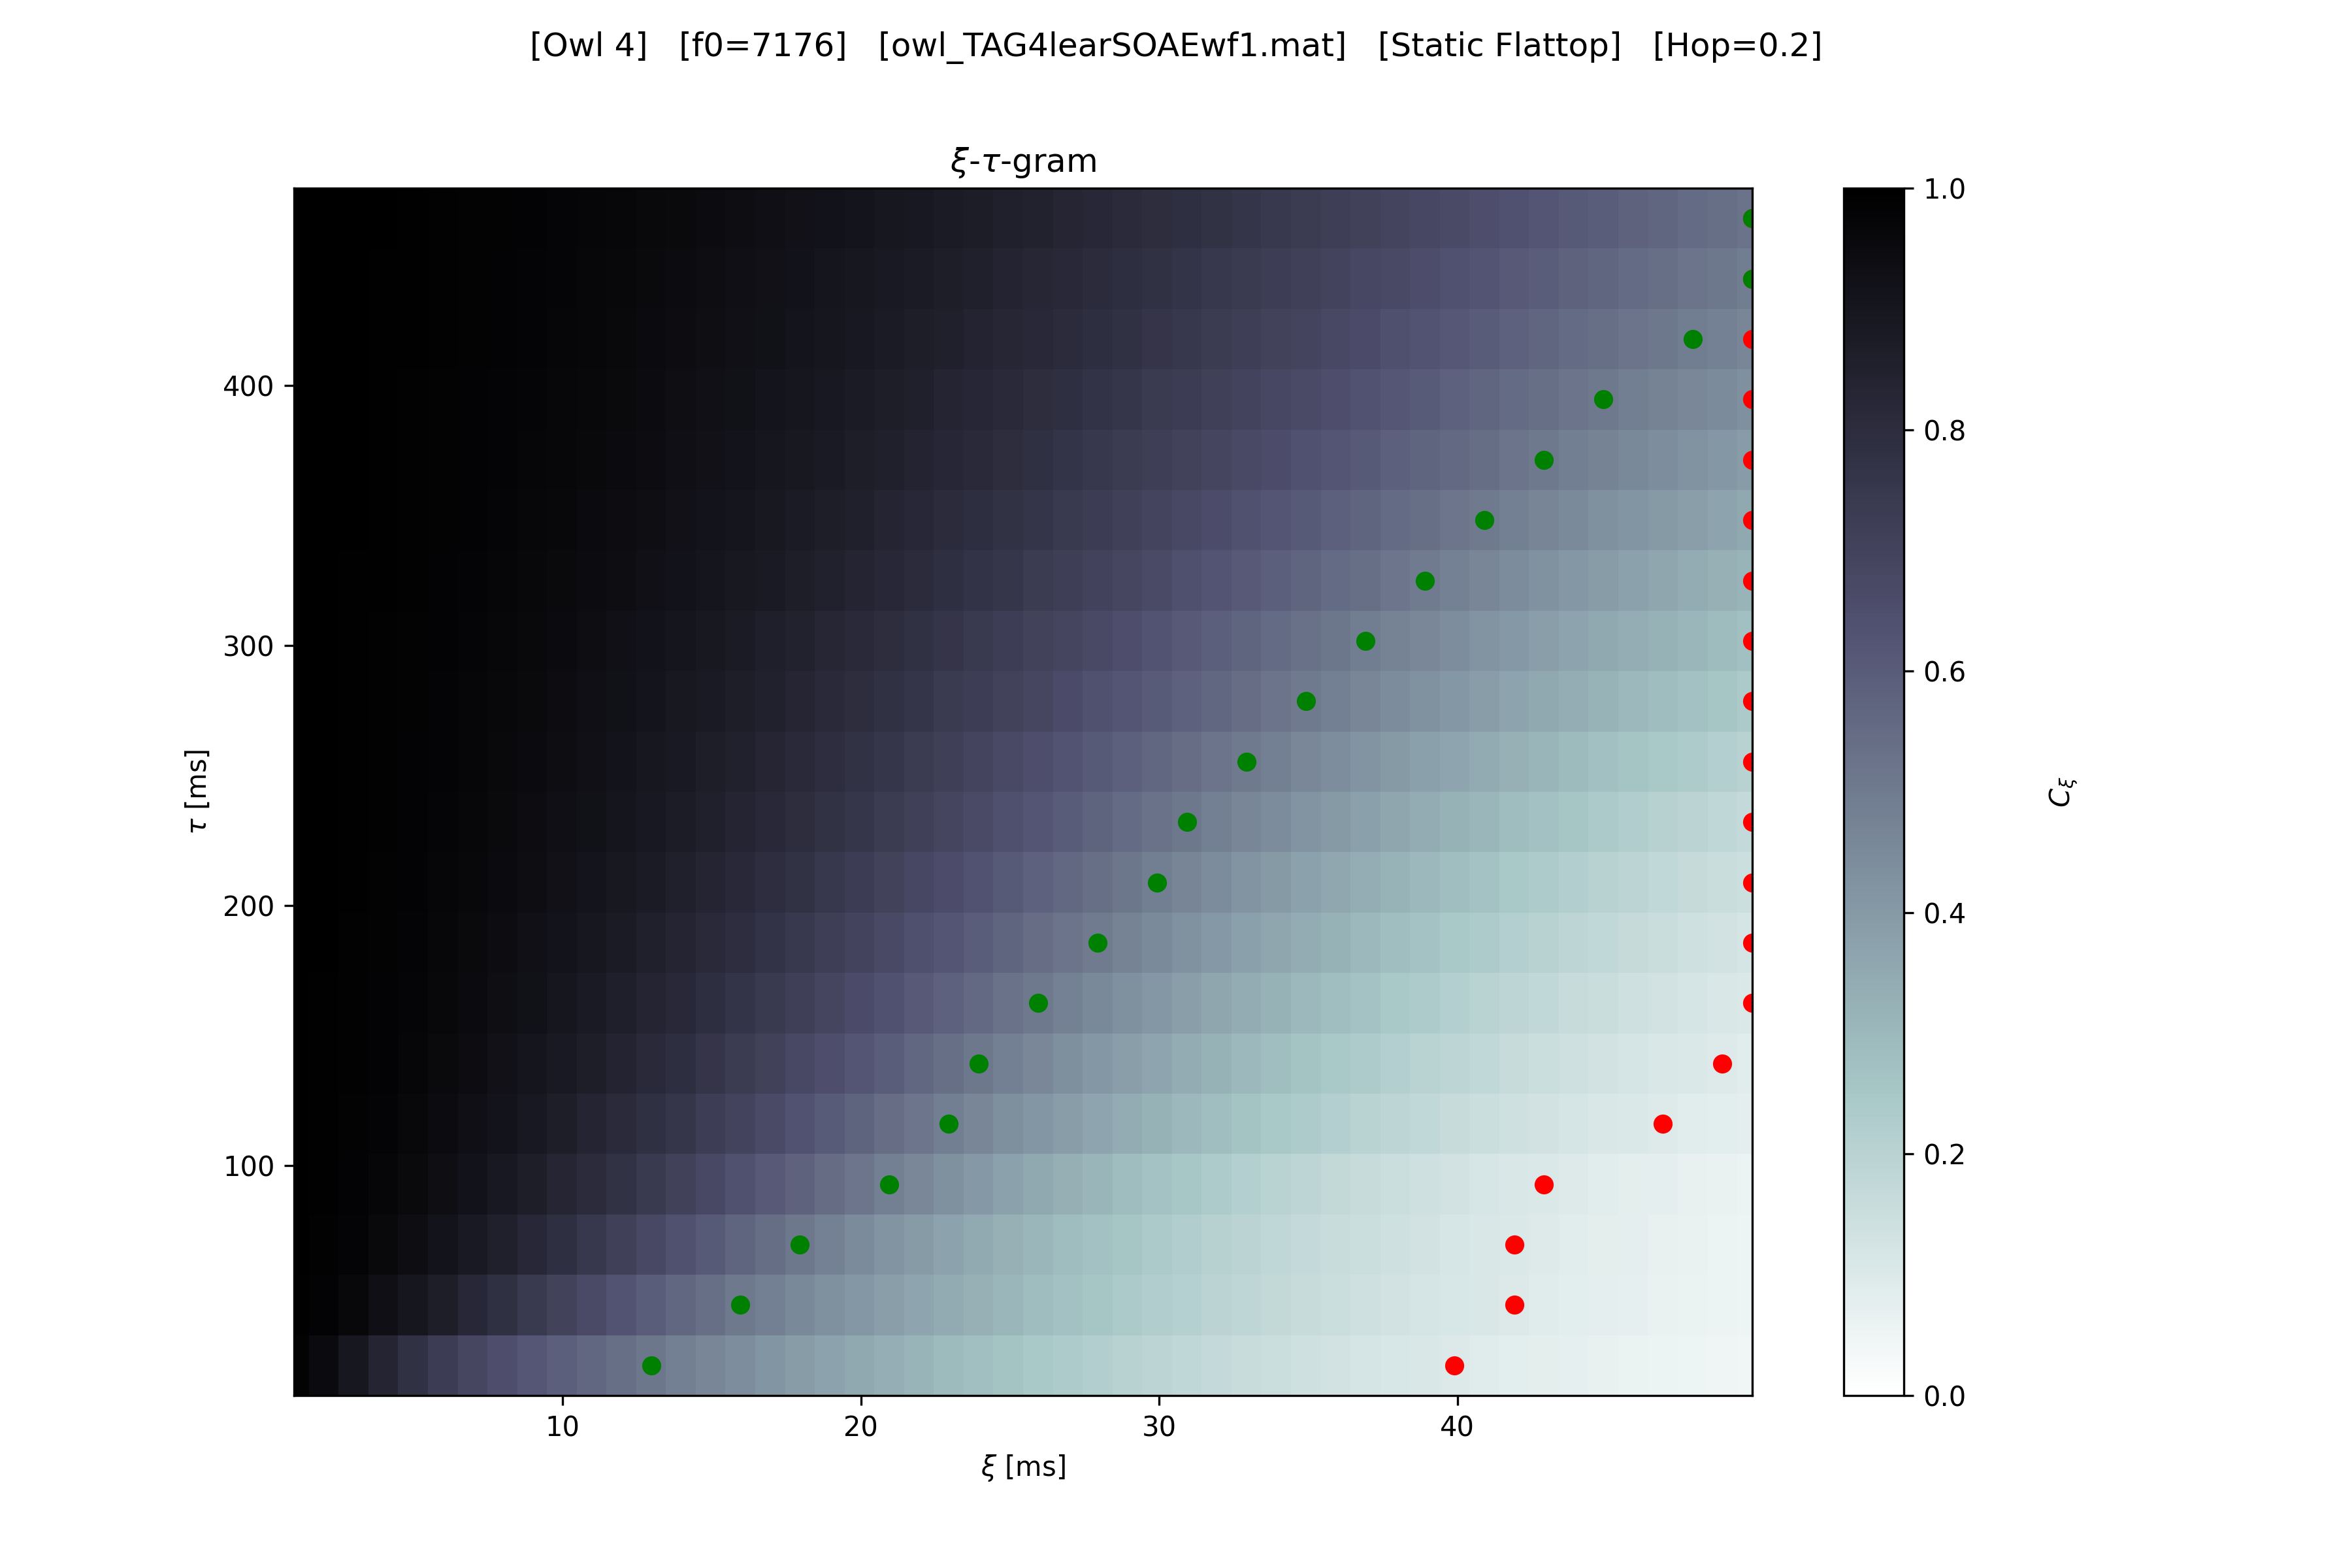 [Owl 4] [f0=7176] [owl_TAG4learSOAEwf1.mat] [Static Flattop] [Hop=0.2]
ξ-τ-gram
τ [ms]
400
300
200
100
10 20 30 40
ξ [ms]
1.0
0.8
0.6
0.4
0.2
0.0
Cξ